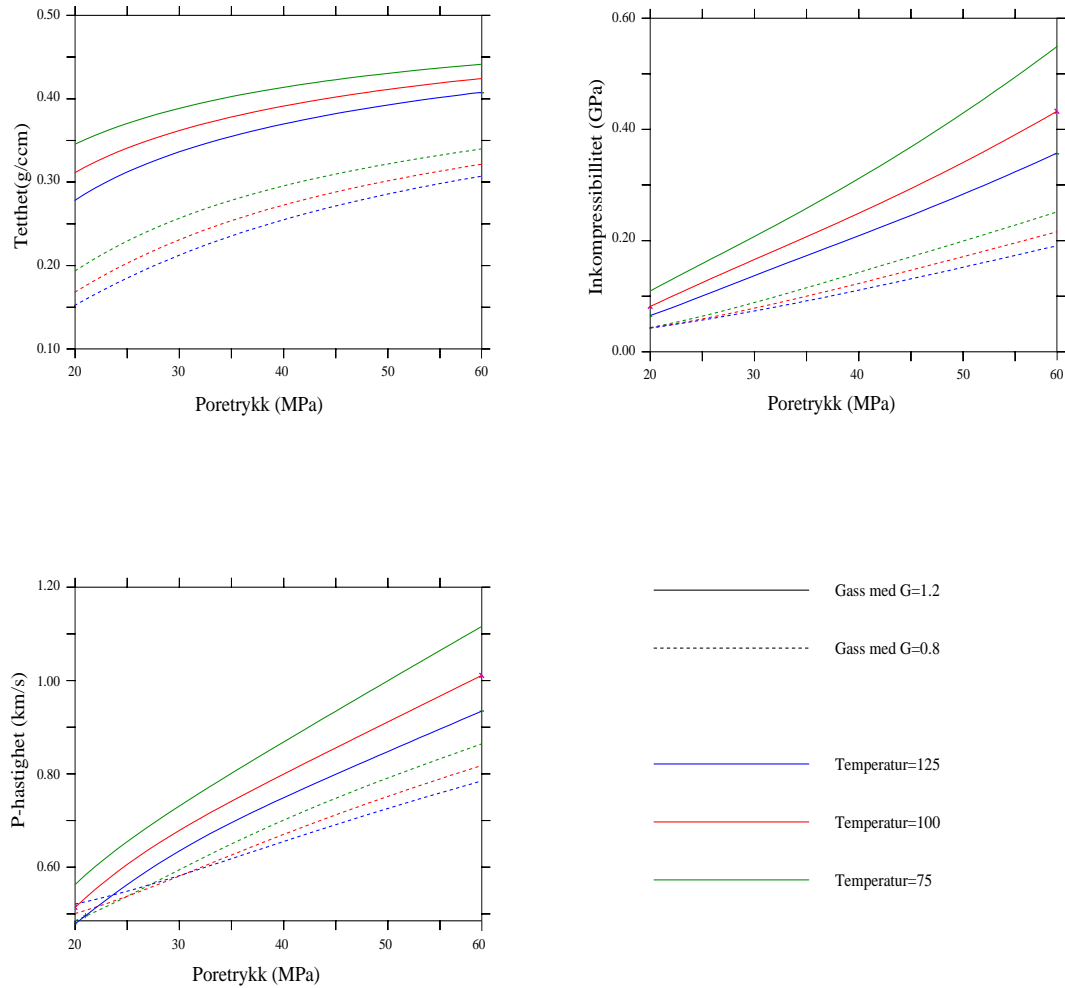 0.50
0.40
0.30
0.20
0.10
Tetthet(g/ccm)
20
30
40
50
60
Poretrykk (MPa)
0.60
0.40
0.20
0.00
Inkompressibillitet (GPa)
20
30
40
50
60
Poretrykk (MPa)
1.20
1.00
0.80
0.60
P-hastighet (km/s)
20
30
40
50
60
Poretrykk (MPa)
Gass med G=1.2
Gass med G=0.8
Temperatur=125
Temperatur=100
Temperatur=75